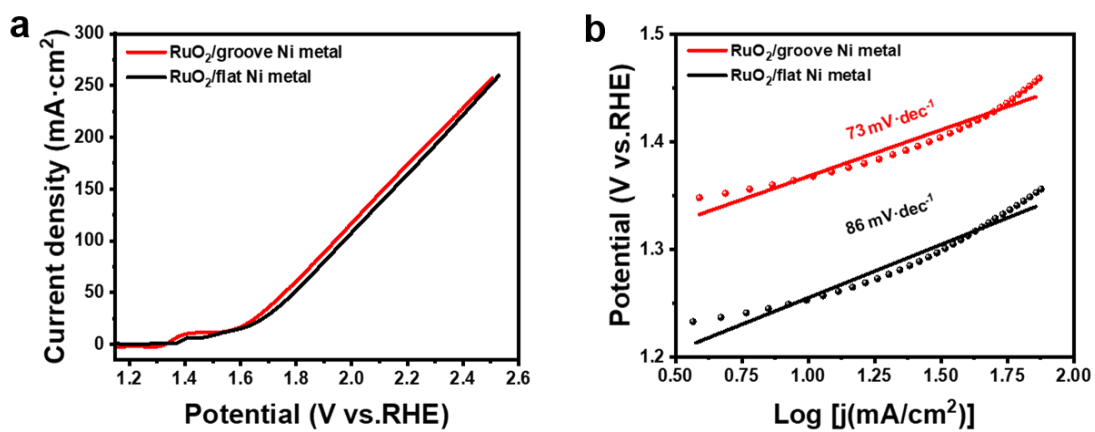 a
300
250
200
150
100
50
0
Current density (mA·cm²)
RuO₂/groove Ni metal
RuO₂/flat Ni metal
1.2 1.4 1.6 1.8 2.0 2.2 2.4 2.6
Potential (V vs.RHE)
b
1.5
1.4
1.3
1.2
Potential (V vs.RHE)
RuO₂/groove Ni metal
RuO₂/flat Ni metal
73 mV·dec⁻¹
86 mV·dec⁻¹
0.50 0.75 1.00 1.25 1.50 1.75 2.00
Log [j(mA/cm²)]